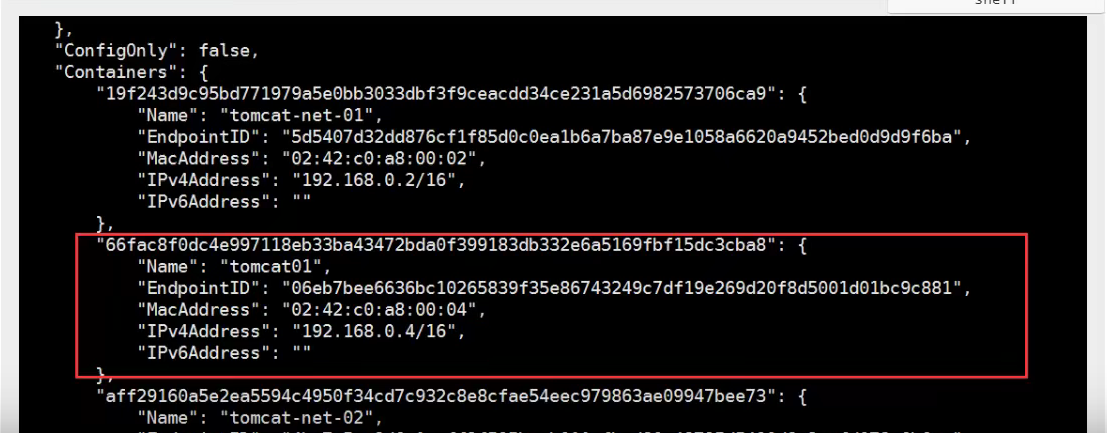 Shell
},
"ConfigOnly": false,
"Containers": {
"19f243d9c95bd771979a5e0bb3033dbf3f9ceacdd34ce231a5d6982573706ca9": {
"Name": "tomcat-net-01",
"EndpointID": "5d5407d32dd876cf1f85d0c0ea1b6a7ba87e9e1058a6620a9452bed0d9d9f6ba",
"MacAddress": "02:42:c0:a8:00:02",
"IPv4Address": "192.168.0.2/16",
"IPv6Address": ""
},
"66fac8f0dc4e997118eb33ba43472bda0f399183db332e6a5169fbf15dc3cba8": {
"Name": "tomcat01",
"EndpointID": "06eb7bee6636bc10265839f35e86743249c7df19e269d20f8d5001d01bc9c881",
"MacAddress": "02:42:c0:a8:00:04",
"IPv4Address": "192.168.0.4/16",
"IPv6Address": ""
},
"aff29160a5e2ea5594c4950f34cd7c932c8e8cfae54eec979863ae09947bee73": {
"Name": "tomcat-net-02",